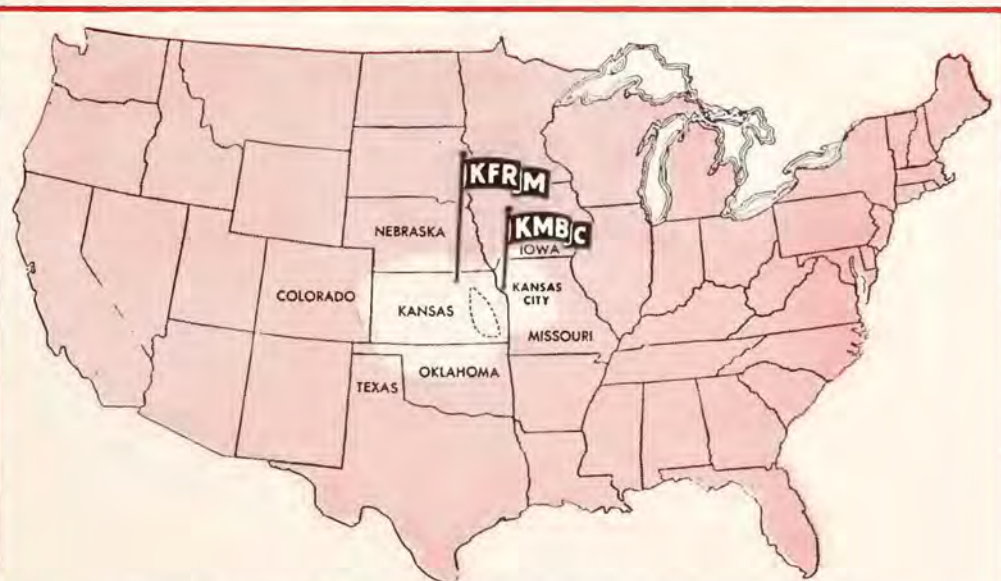 KFRM
KMBC
NEBRASKA
IOWA
COLORADO
KANSAS
KANSAS
CITY
MISSOURI
OKLAHOMA
TEXAS